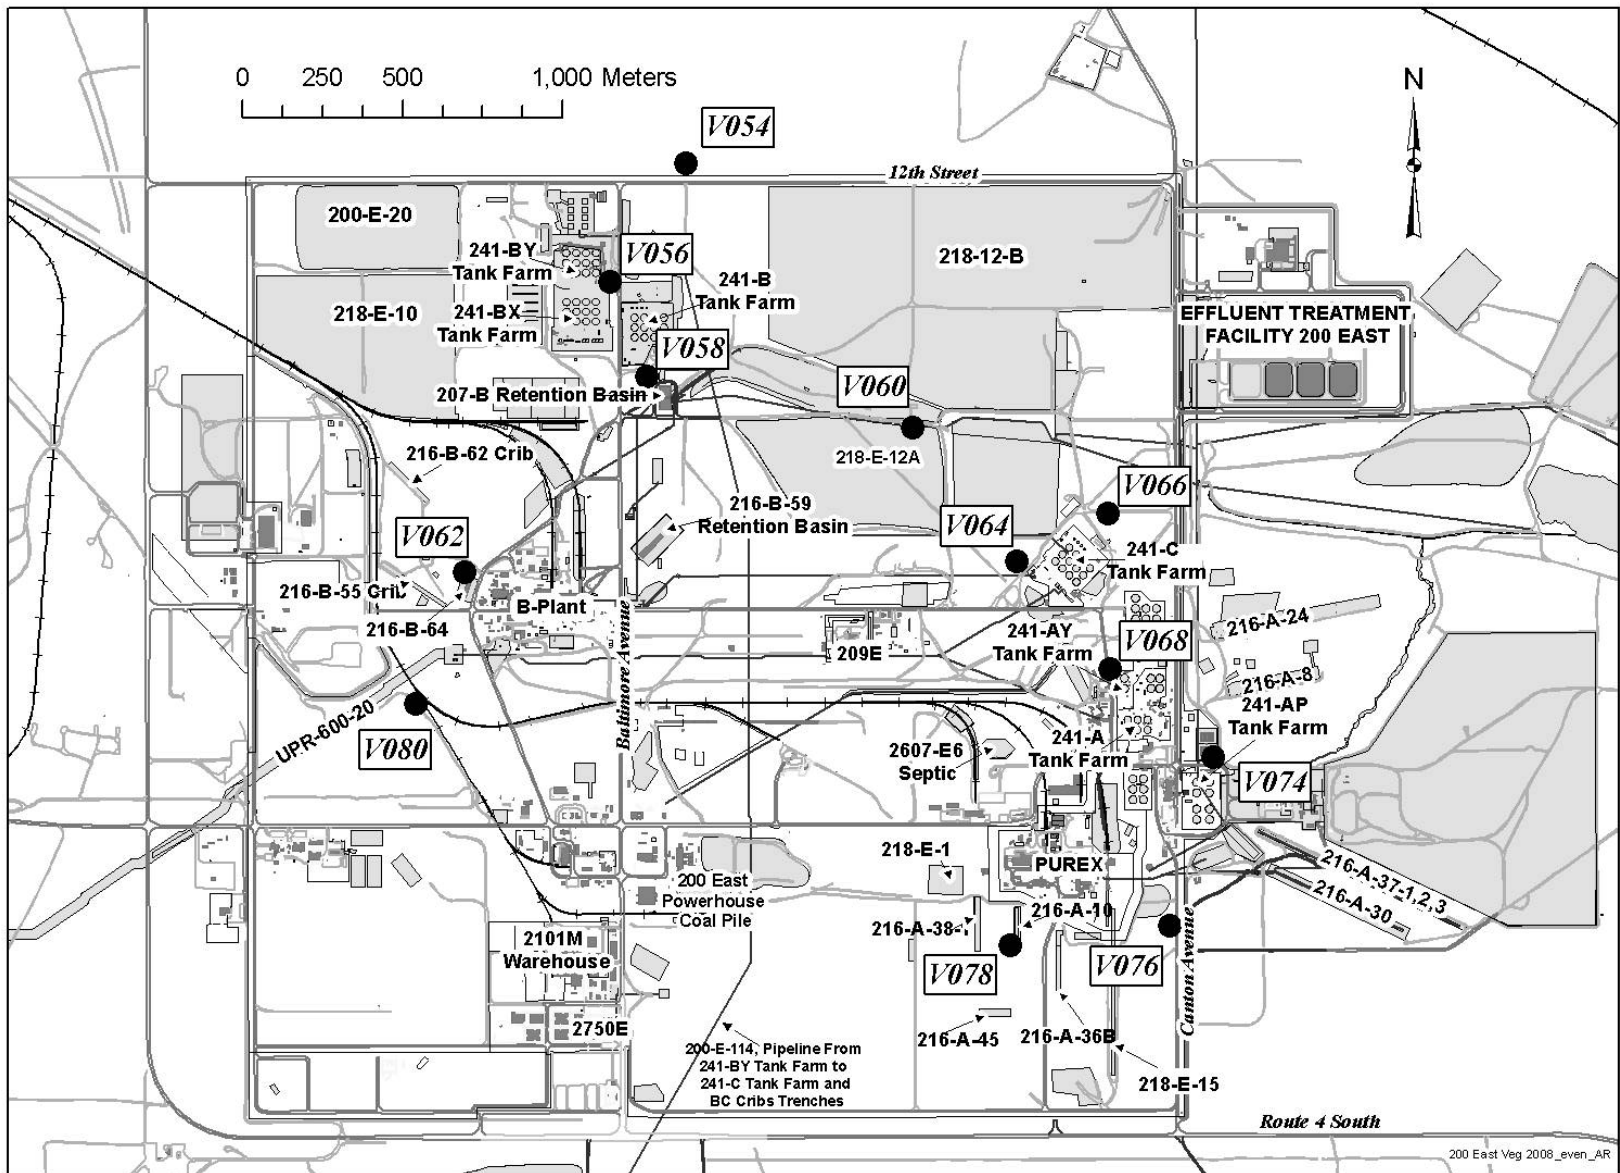 0 250 500 1,000 Meters
N
V054
12th Street
200-E-20
241-BY
Tank Farm
V056
241-B
Tank Farm
218-12-B
218-E-10
241-BX
Tank Farm
EFFLUENT TREATMENT
FACILITY 200 EAST
V058
207-B Retention Basin
V060
218-E-12A
216-B-62 Crib
V066
216-B-59
Retention Basin
V064
V062
241-C
Tank Farm
216-B-55 Crib
B-Plant
216-B-64
216-A-24
241-AY
Tank Farm
V068
209E
Baltimore Avenue
216-A-8
241-AP
Tank Farm
UPR-600-20
V080
2607-E6
Septic
241-A
Tank Farm
V074
218-E-1
PUREX
216-A-37-1,2,3
216-A-30
200 East
Powerhouse
Coal Pile
216-A-10
216-A-38-1
2101M
Warehouse
V078
V076
Canton Avenue
2750E
216-A-45
216-A-36B
200-E-114, Pipeline From
241-BY Tank Farm to
241-C Tank Farm and
BC Cribs Trenches
218-E-15
Route 4 South
200 East Veg 2008_even_AR